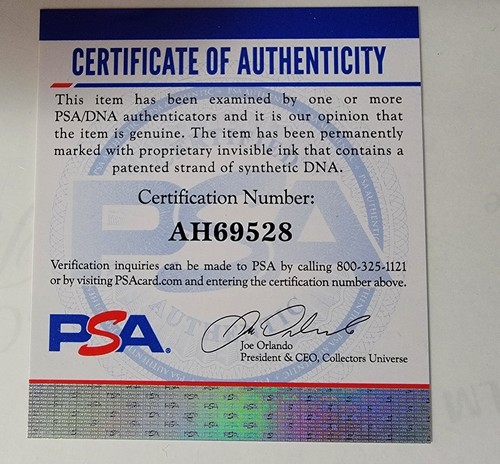 CERTIFICATE OF AUTHENTICITY
This item has been examined by one or more
PSA/DNA authenticators and it is our opinion that
the item is genuine. The item has been permanently
marked with proprietary invisible ink that contains a
patented strand of synthetic DNA.
Certification Number:
AH69528
Verification inquiries can be made to PSA by calling 800-325-1121
or by visiting PSAcard.com and entering the certification number above.
PSA
PSA®
Joe Orlando
President & CEO, Collectors Universe